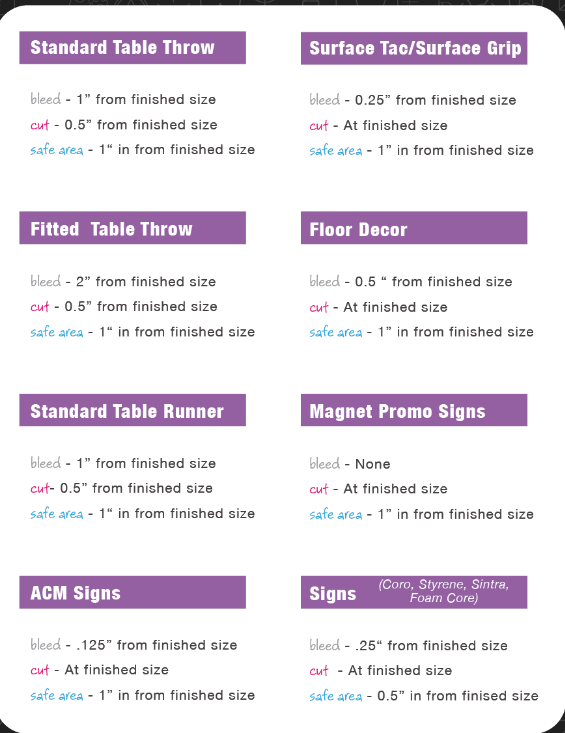 Standard Table Throw
bleed - 1” from finished size
cut - 0.5” from finished size
safe area - 1“ in from finished size
Surface Tac/Surface Grip
bleed - 0.25” from finished size
cut - At finished size
safe area - 1” in from finished size
Fitted Table Throw
bleed - 2” from finished size
cut - 0.5” from finished size
safe area - 1“ in from finished size
Floor Decor
bleed - 0.5 “ from finished size
cut - At finished size
safe area - 1” in from finished size
Standard Table Runner
bleed - 1” from finished size
cut- 0.5” from finished size
safe area - 1“ in from finished size
Magnet Promo Signs
bleed - None
cut - At finished size
safe area - 1” in from finished size
ACM Signs
bleed - .125” from finished size
cut - At finished size
safe area - 1” in from finished size
Signs (Coro, Styrene, Sintra,
Foam Core)
bleed - .25“ from finished size
cut - At finished size
safe area - 0.5” in from finised size